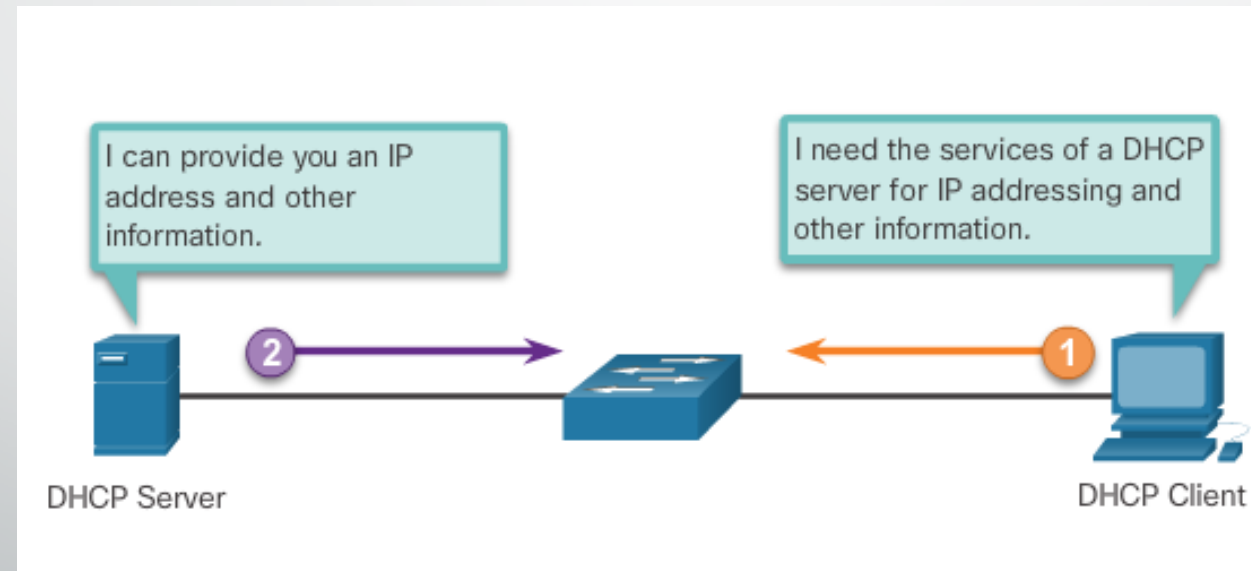 I can provide you an IP
address and other
information.
I need the services of a DHCP
server for IP addressing and
other information.
2
1
DHCP Server
DHCP Client